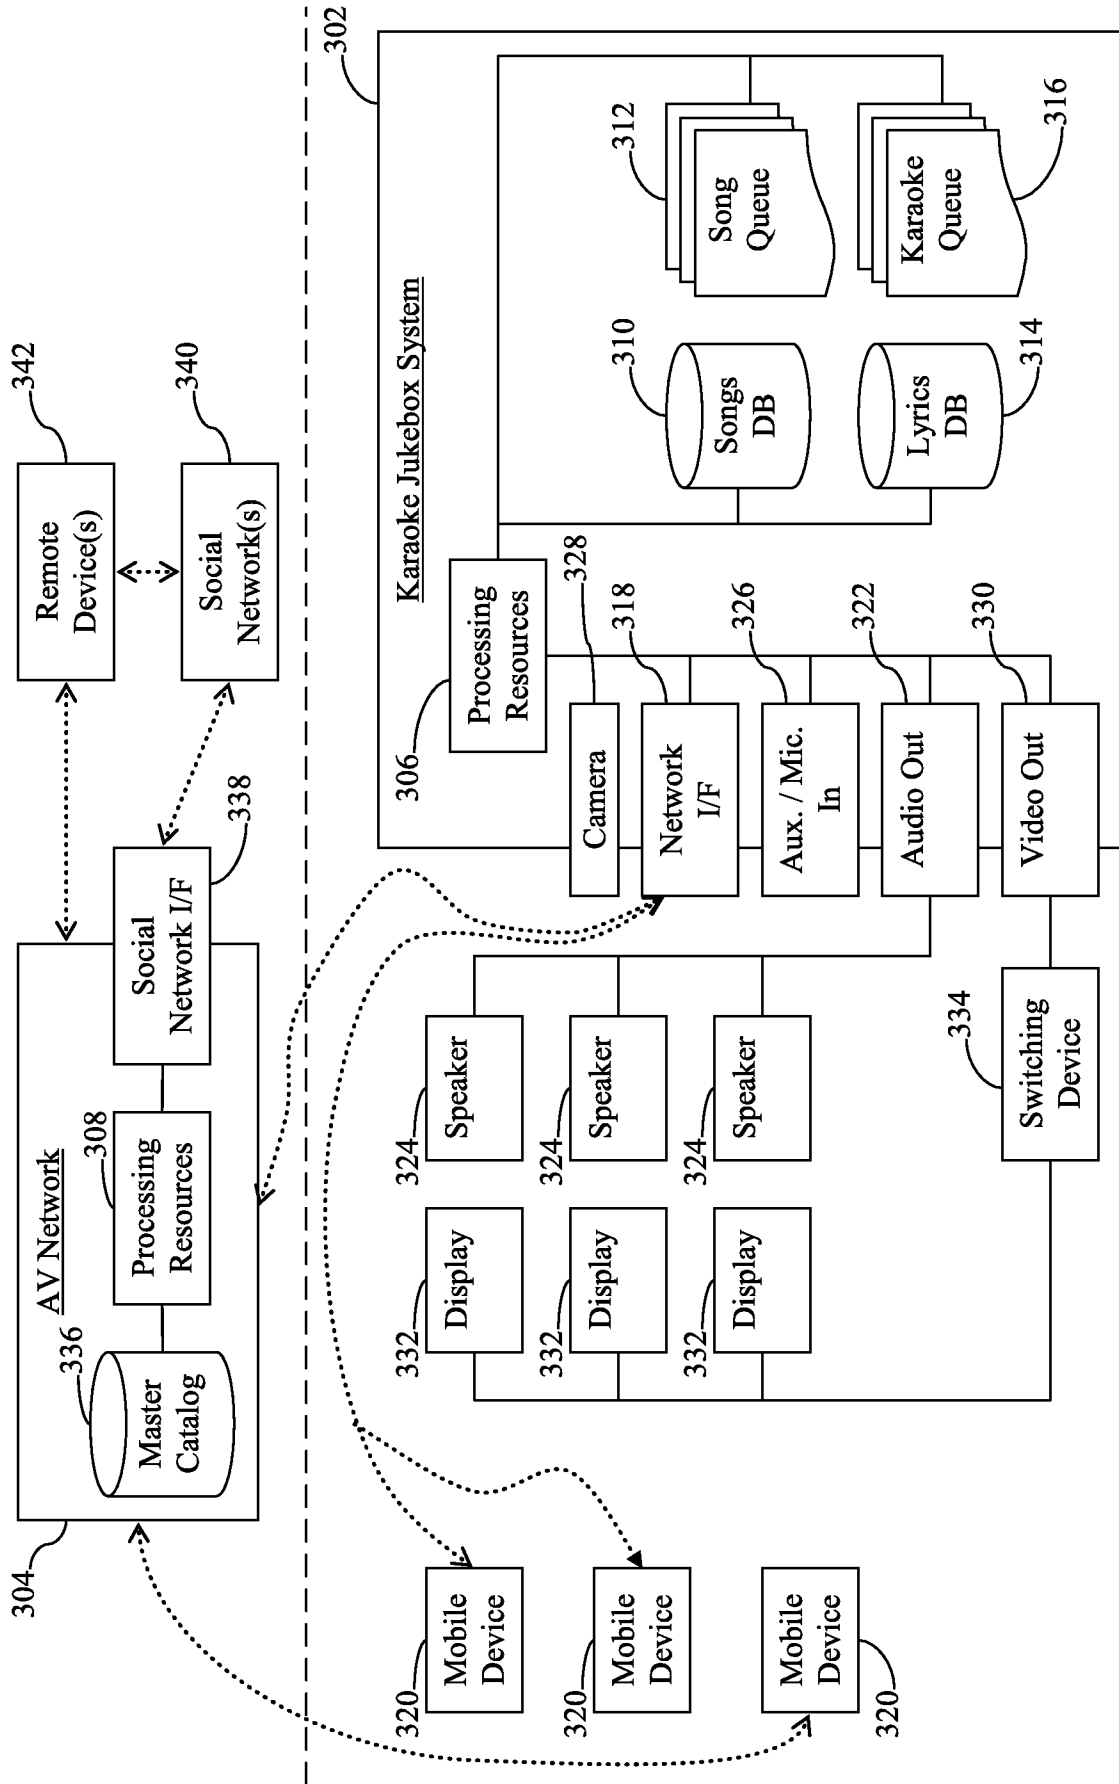 304
AV Network
336
Master
Catalog
308
Processing
Resources
Social
Network I/F
338
Remote
Device(s)
342
Social
Network(s)
340
302
Karaoke Jukebox System
306
Processing
Resources
Camera
328
Network
I/F
318
Aux. / Mic.
In
326
Audio Out
322
Video Out
330
Songs
DB
310
Lyrics
DB
314
Song
Queue
312
Karaoke
Queue
316
320
Mobile
Device
320
Mobile
Device
Mobile
Device
320
332
Display
332
Display
332
Display
324
Speaker
324
Speaker
324
Speaker
334
Switching
Device